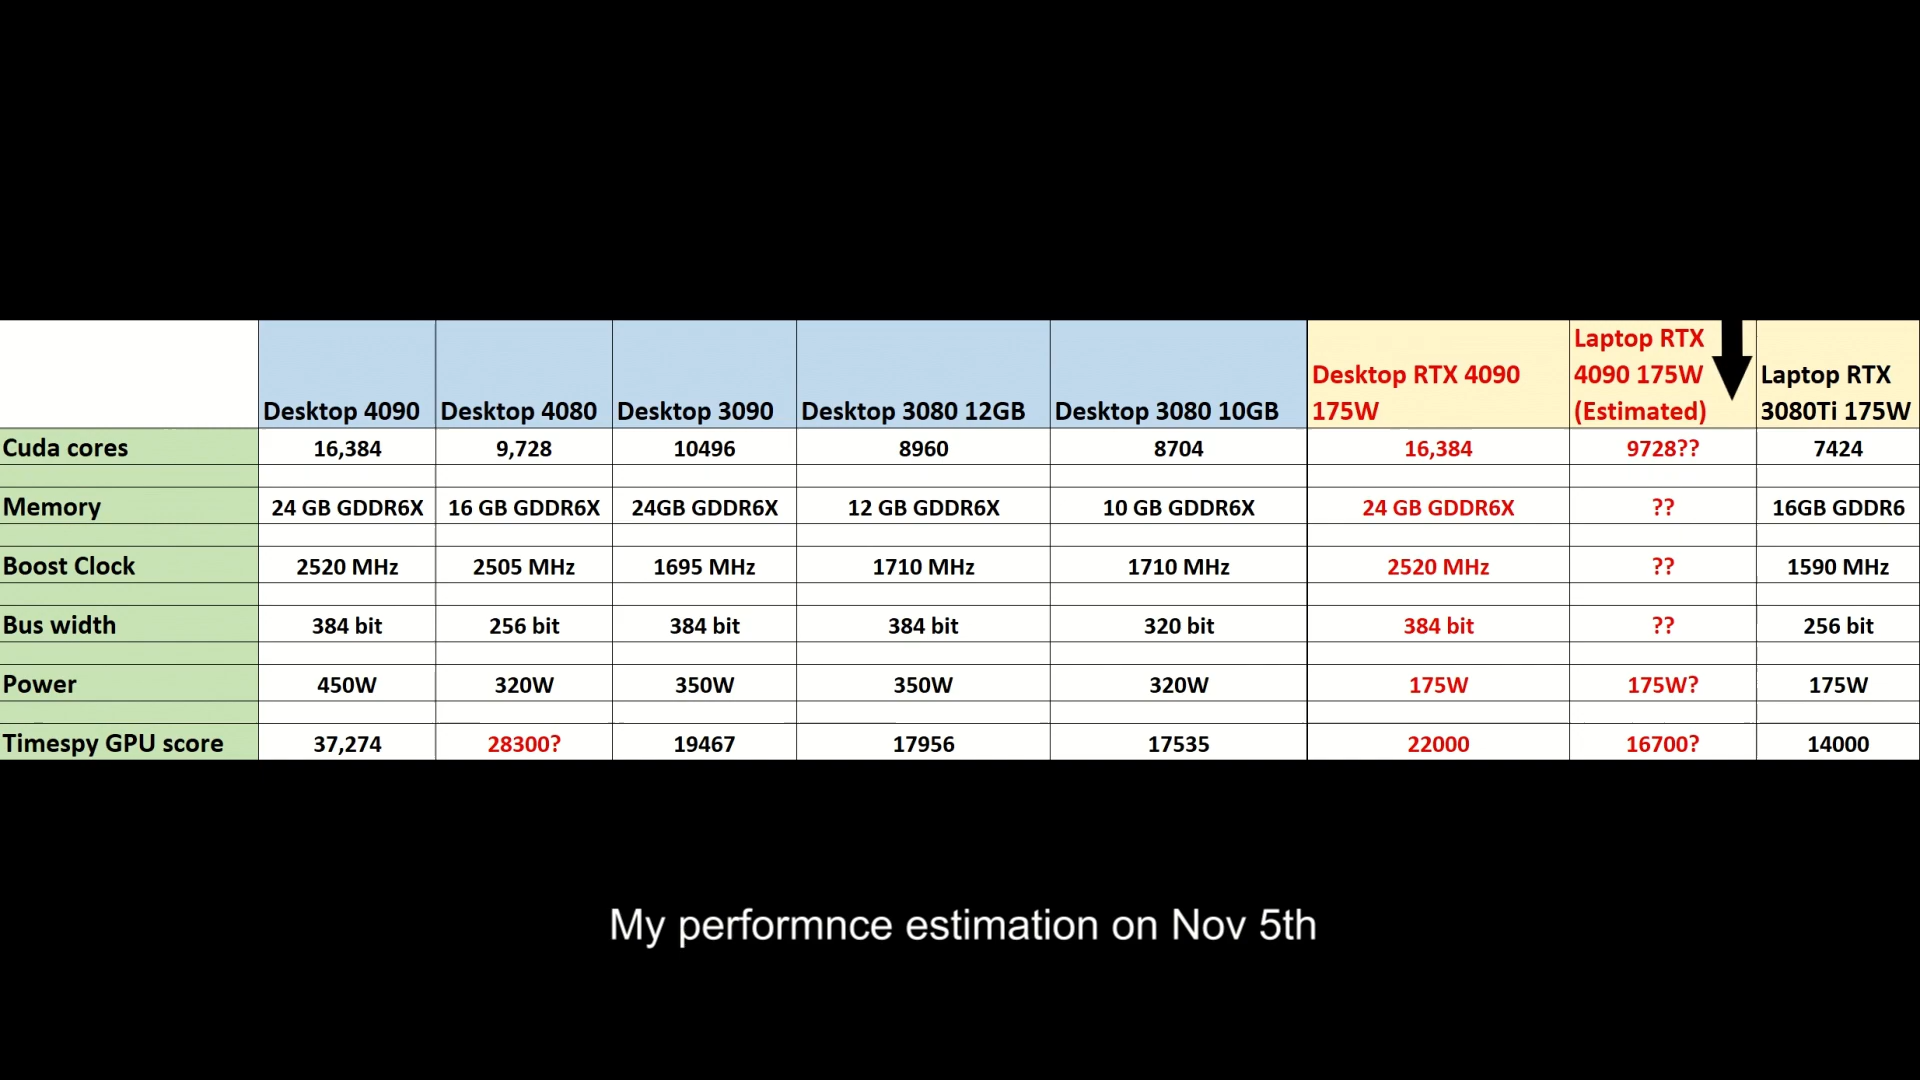 Desktop 4090 Desktop 4080 Desktop 3090 Desktop 3080 12GB Desktop 3080 10GB Desktop RTX 4090 175W Laptop RTX 4090 175W (Estimated) Laptop RTX 3080Ti 175W
Cuda cores 16,384 9,728 10496 8960 8704 16,384 9728?? 7424
Memory 24 GB GDDR6X 16 GB GDDR6X 24GB GDDR6X 12 GB GDDR6X 10 GB GDDR6X 24 GB GDDR6X ?? 16GB GDDR6
Boost Clock 2520 MHz 2505 MHz 1695 MHz 1710 MHz 1710 MHz 2520 MHz ?? 1590 MHz
Bus width 384 bit 256 bit 384 bit 384 bit 320 bit 384 bit ?? 256 bit
Power 450W 320W 350W 350W 320W 175W 175W? 175W
Timespy GPU score 37,274 28300? 19467 17956 17535 22000 16700? 14000
My performnce estimation on Nov 5th